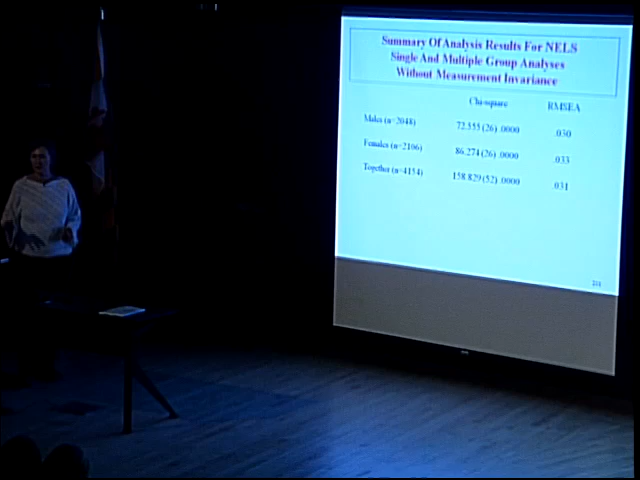 Summary Of Analysis Results For NELS
Single And Multiple Group Analyses
Without Measurement Invariance
Chi-square RMSEA
Males (n=2048) 72.555 (26) .0000 .030
Females (n=2106) 86.274 (26) .0000 .033
Together (n=4154) 158.829 (52) .0000 .031